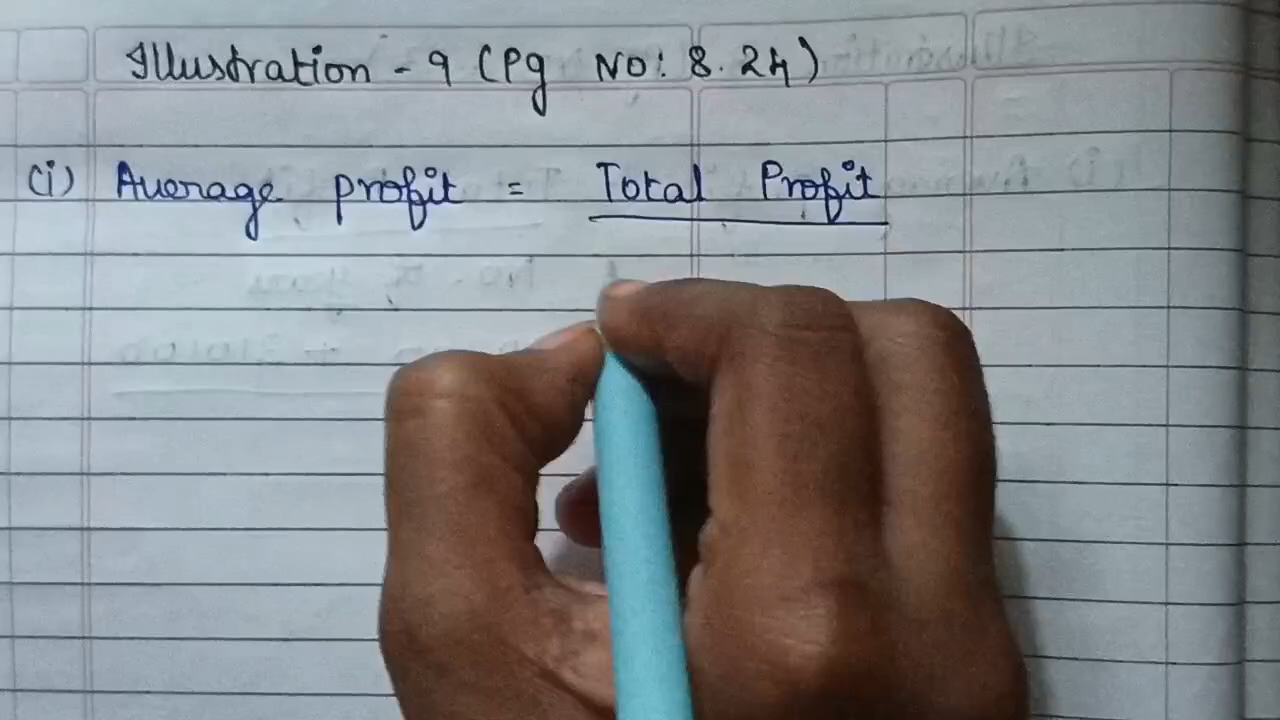 Illustration - 9 (Pg No: 8.24)
(i) Average profit = Total Profit